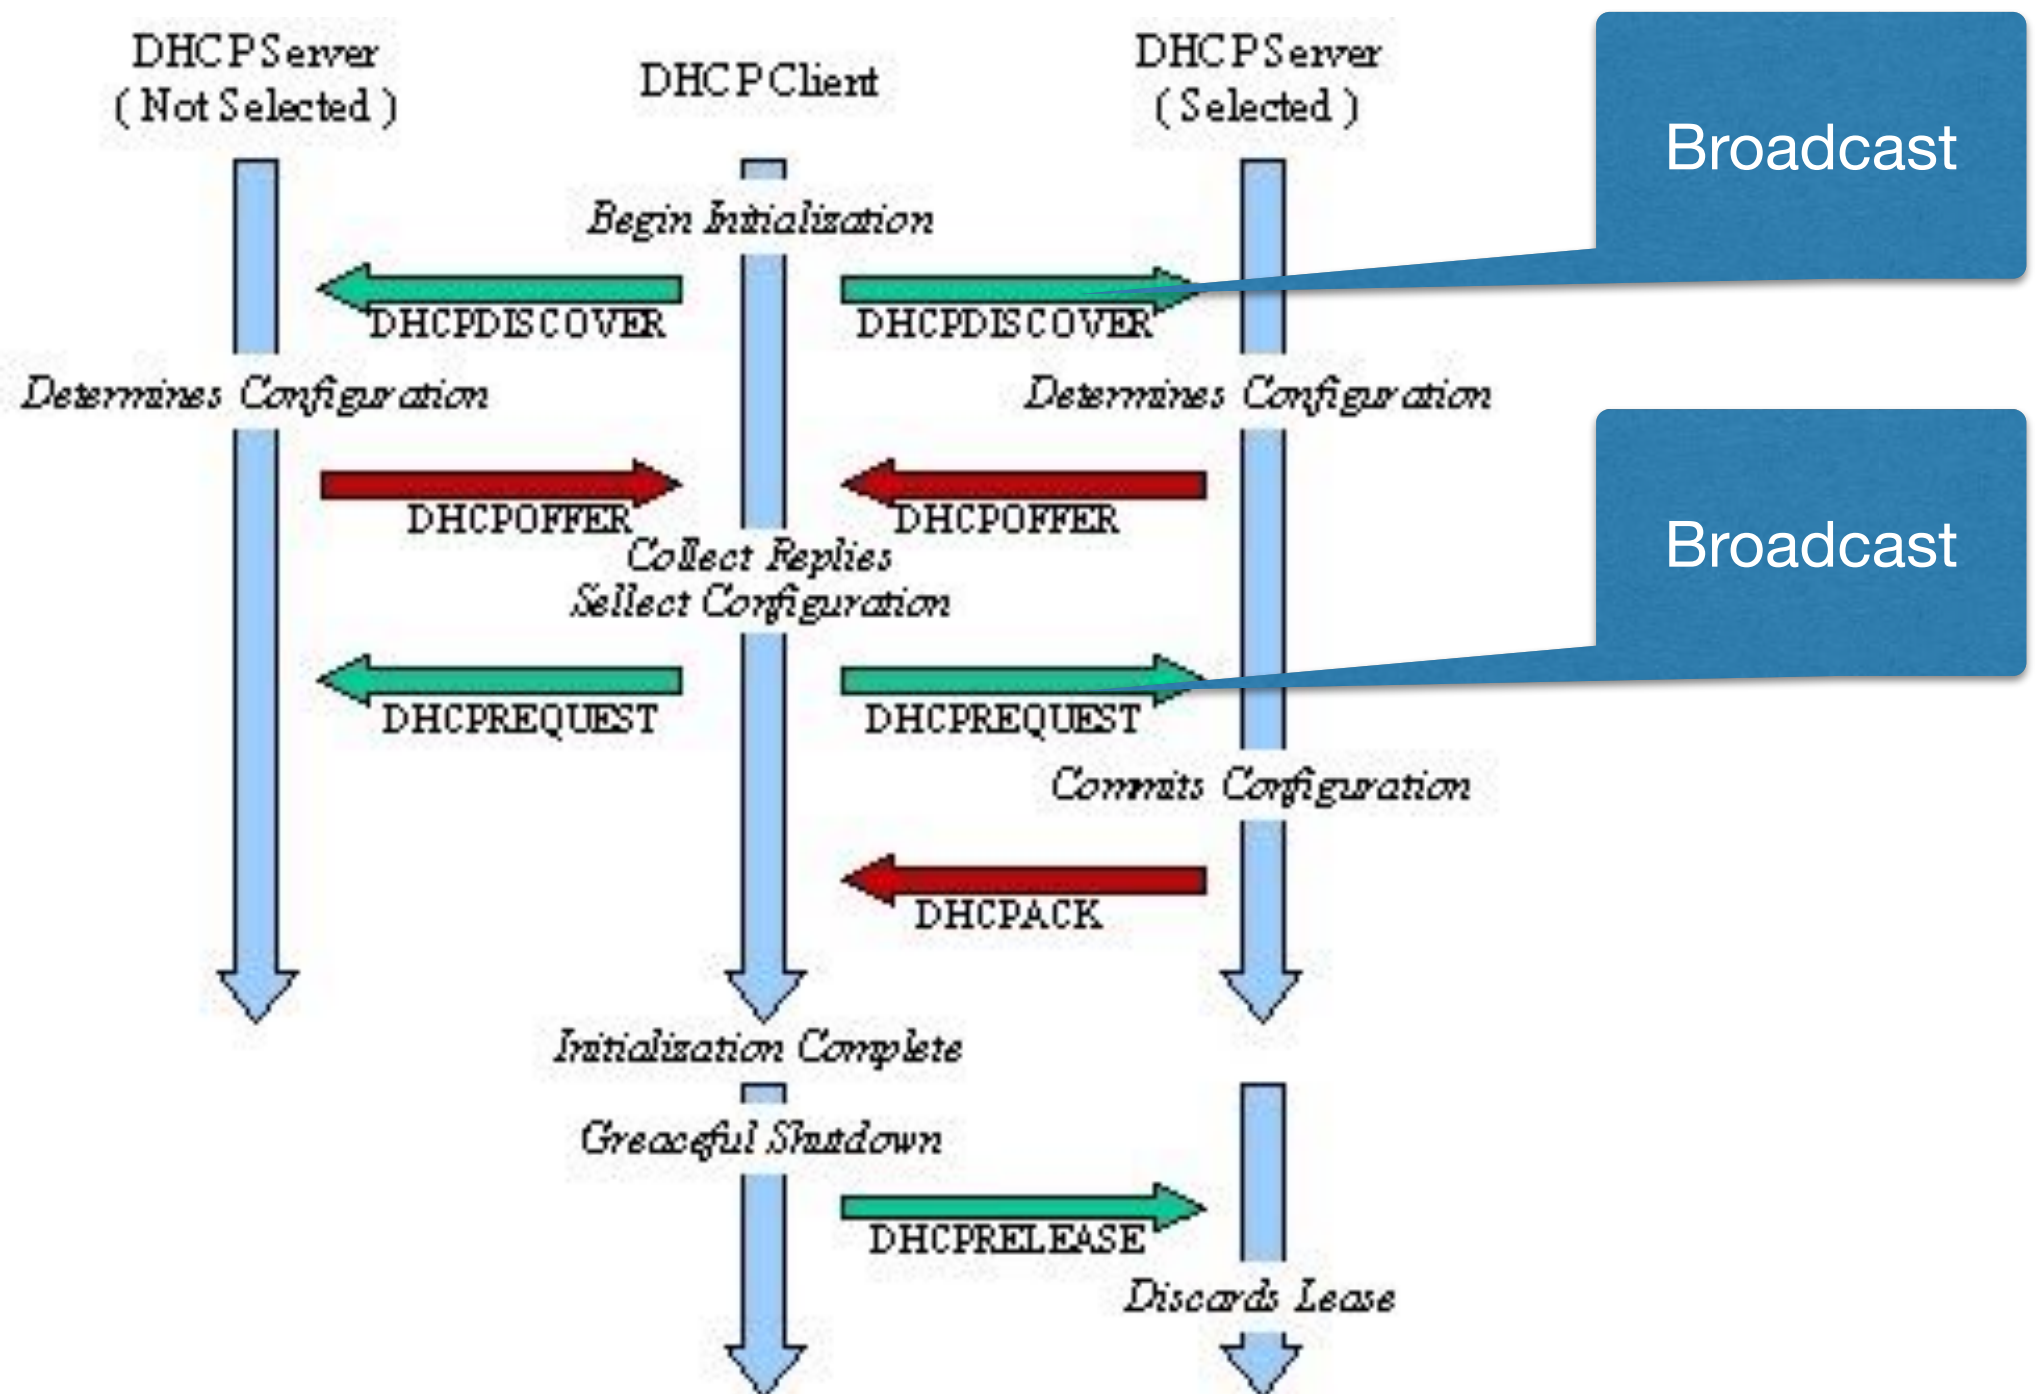 DHCP Server
( Not Selected )
DHCP Client
DHCP Server
( Selected )
Broadcast
Begin Initialization
DHCPDISCOVER
DHCPDISCOVER
Determines Configuration
Determines Configuration
Broadcast
DHCPOFFER
DHCPOFFER
Collect Replies
Sellect Configuration
DHCPREQUEST
DHCPREQUEST
Commits Configuration
DHCPACK
Initialization Complete
Greaceful Shutdown
DHCPRELEASE
Discards Lease